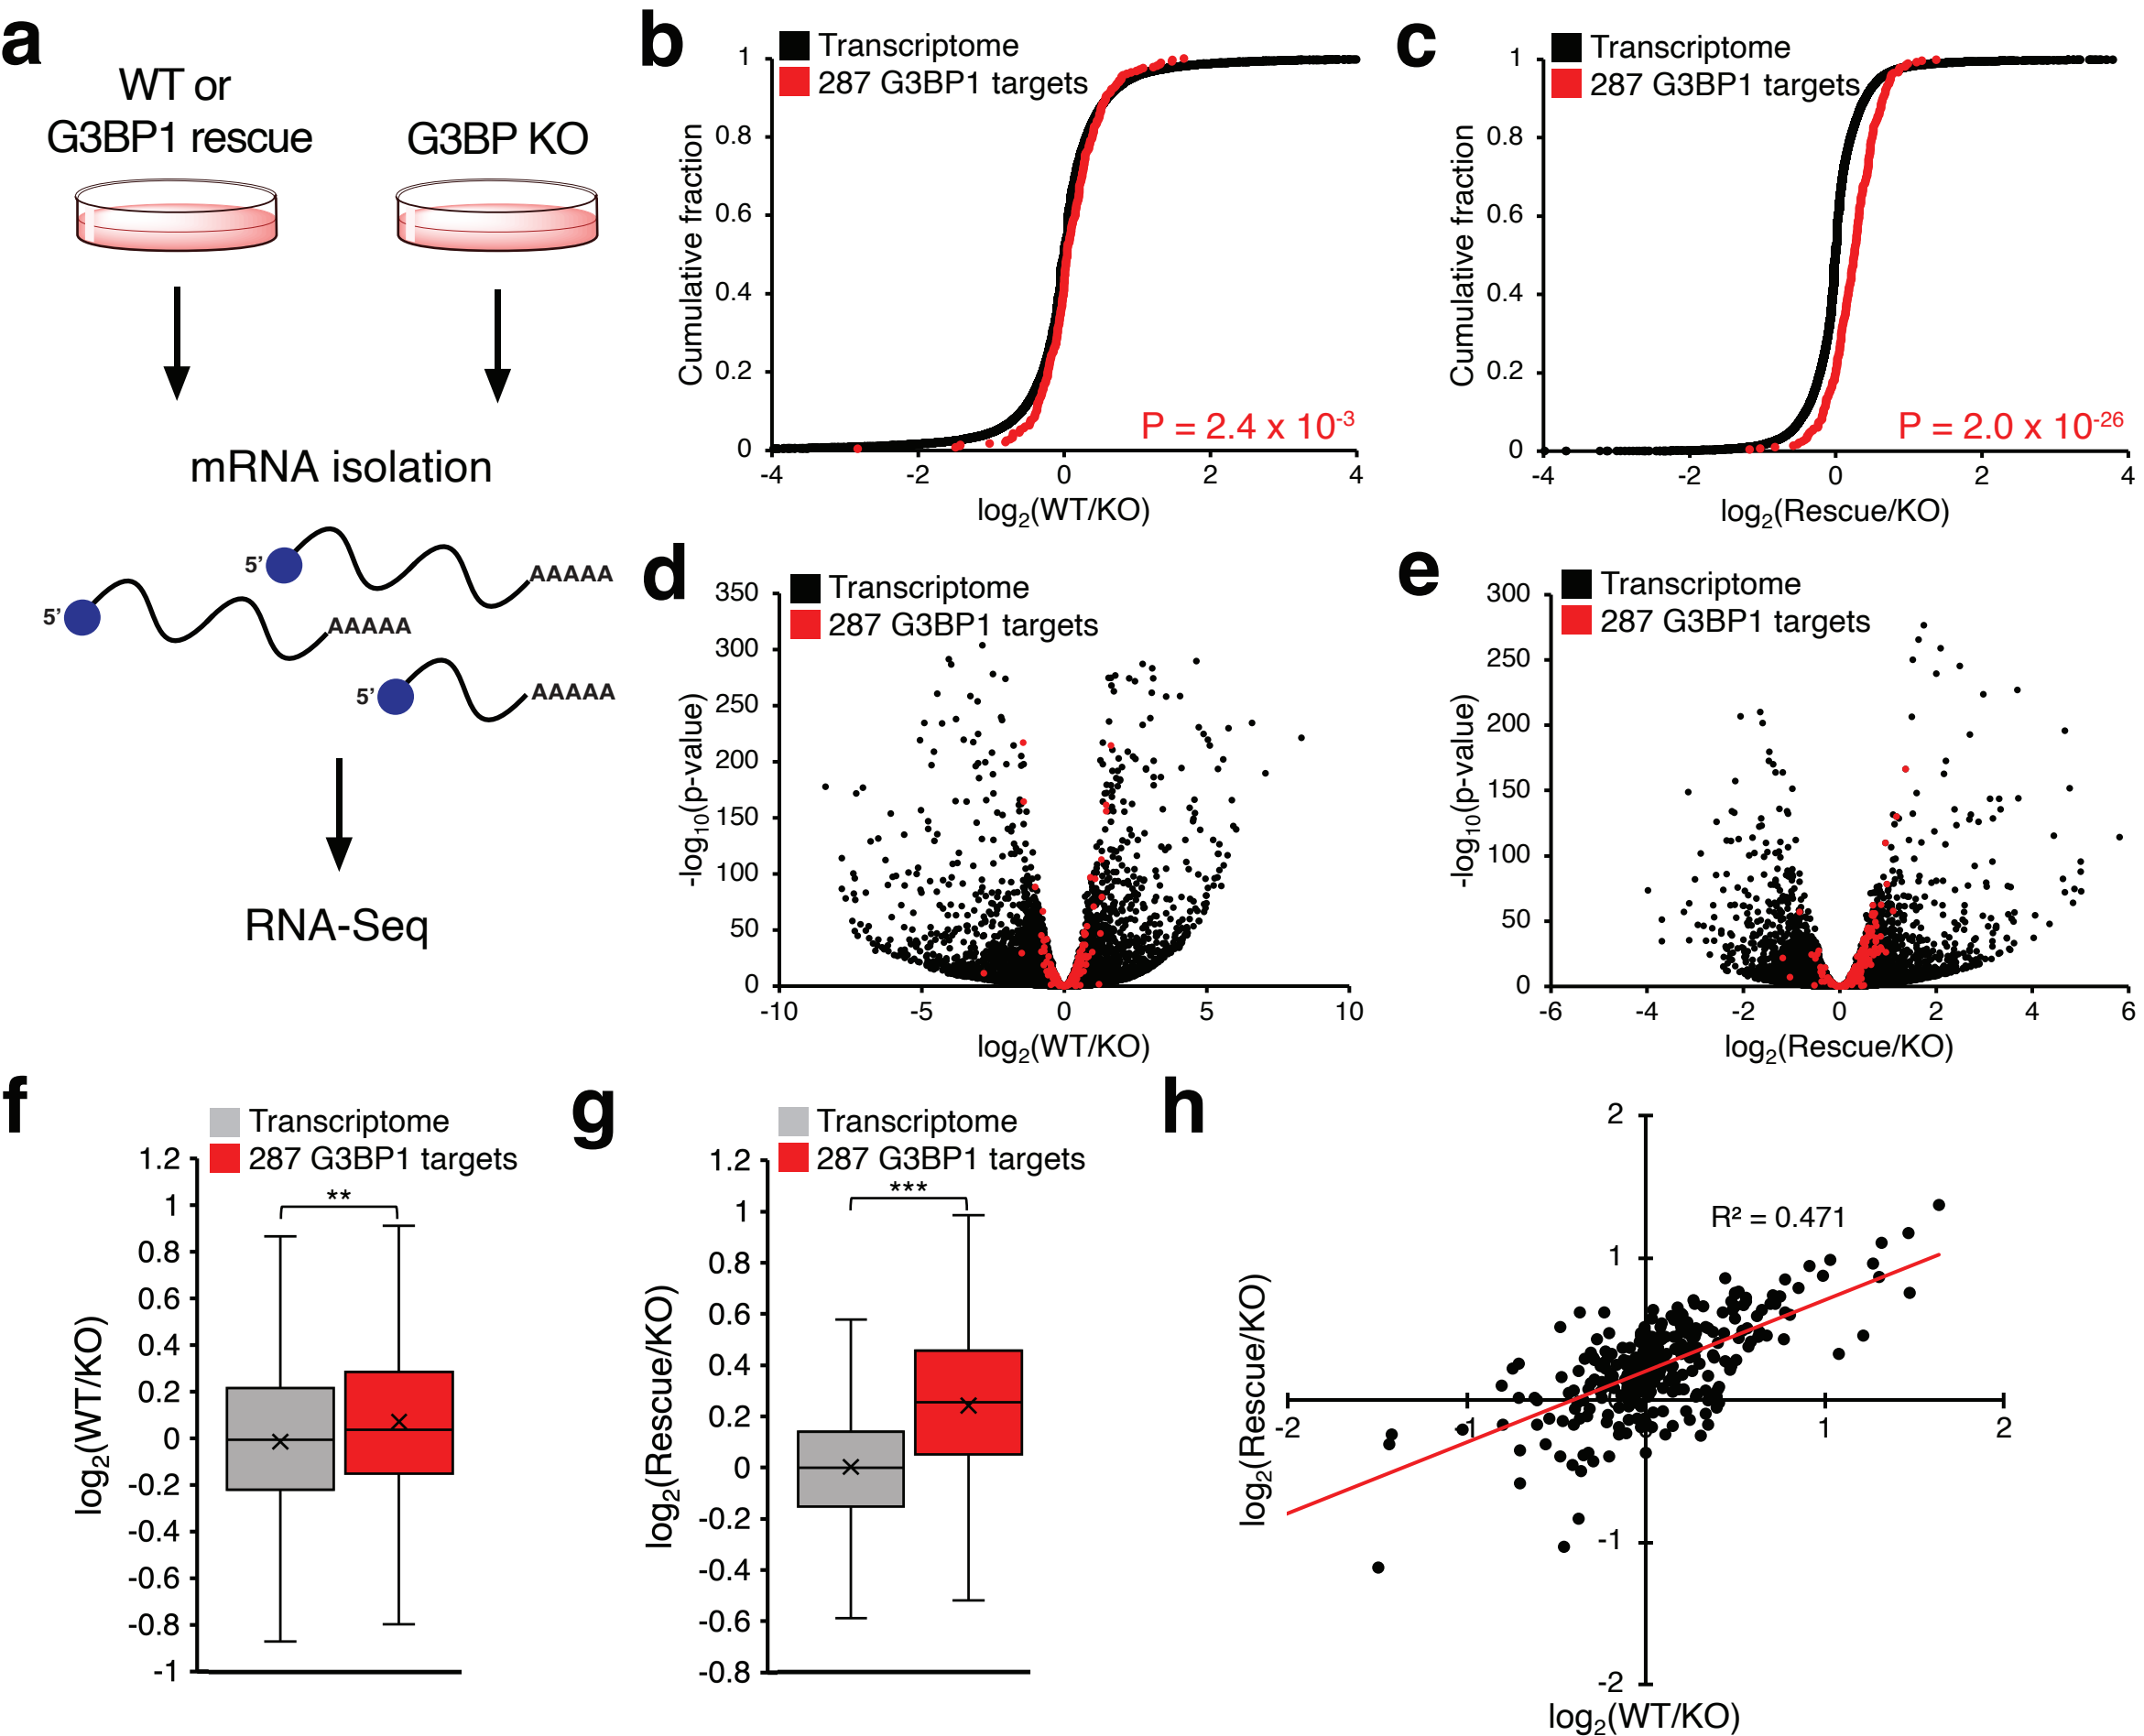 a
WT or
G3BP1 rescue
G3BP KO
mRNA isolation
5’
AAAAA
5’
AAAAA
5’
AAAAA
RNA-Seq
b
Transcriptome
287 G3BP1 targets
Cumulative fraction
1
0.8
0.6
0.4
0.2
0
P = 2.4 x 10-3
-4 -2 0 2 4
log2(WT/KO)
c
Transcriptome
287 G3BP1 targets
Cumulative fraction
1
0.8
0.6
0.4
0.2
0
P = 2.0 x 10-26
-4 -2 0 2 4
log2(Rescue/KO)
d
Transcriptome
287 G3BP1 targets
-log10(p-value)
350
300
250
200
150
100
50
0
-10 -5 0 5 10
log2(WT/KO)
e
Transcriptome
287 G3BP1 targets
-log10(p-value)
300
250
200
150
100
50
0
-6 -4 -2 0 2 4 6
log2(Rescue/KO)
f
Transcriptome
287 G3BP1 targets
log2(WT/KO)
1.2
1
0.8
0.6
0.4
0.2
0
-0.2
-0.4
-0.6
-0.8
-1
**
g
Transcriptome
287 G3BP1 targets
log2(Rescue/KO)
1.2
1
0.8
0.6
0.4
0.2
0
-0.2
-0.4
-0.6
-0.8
***
h
log2(Rescue/KO)
2
1
-1
-2
R² = 0.471
-2 -1 1 2
log2(WT/KO)